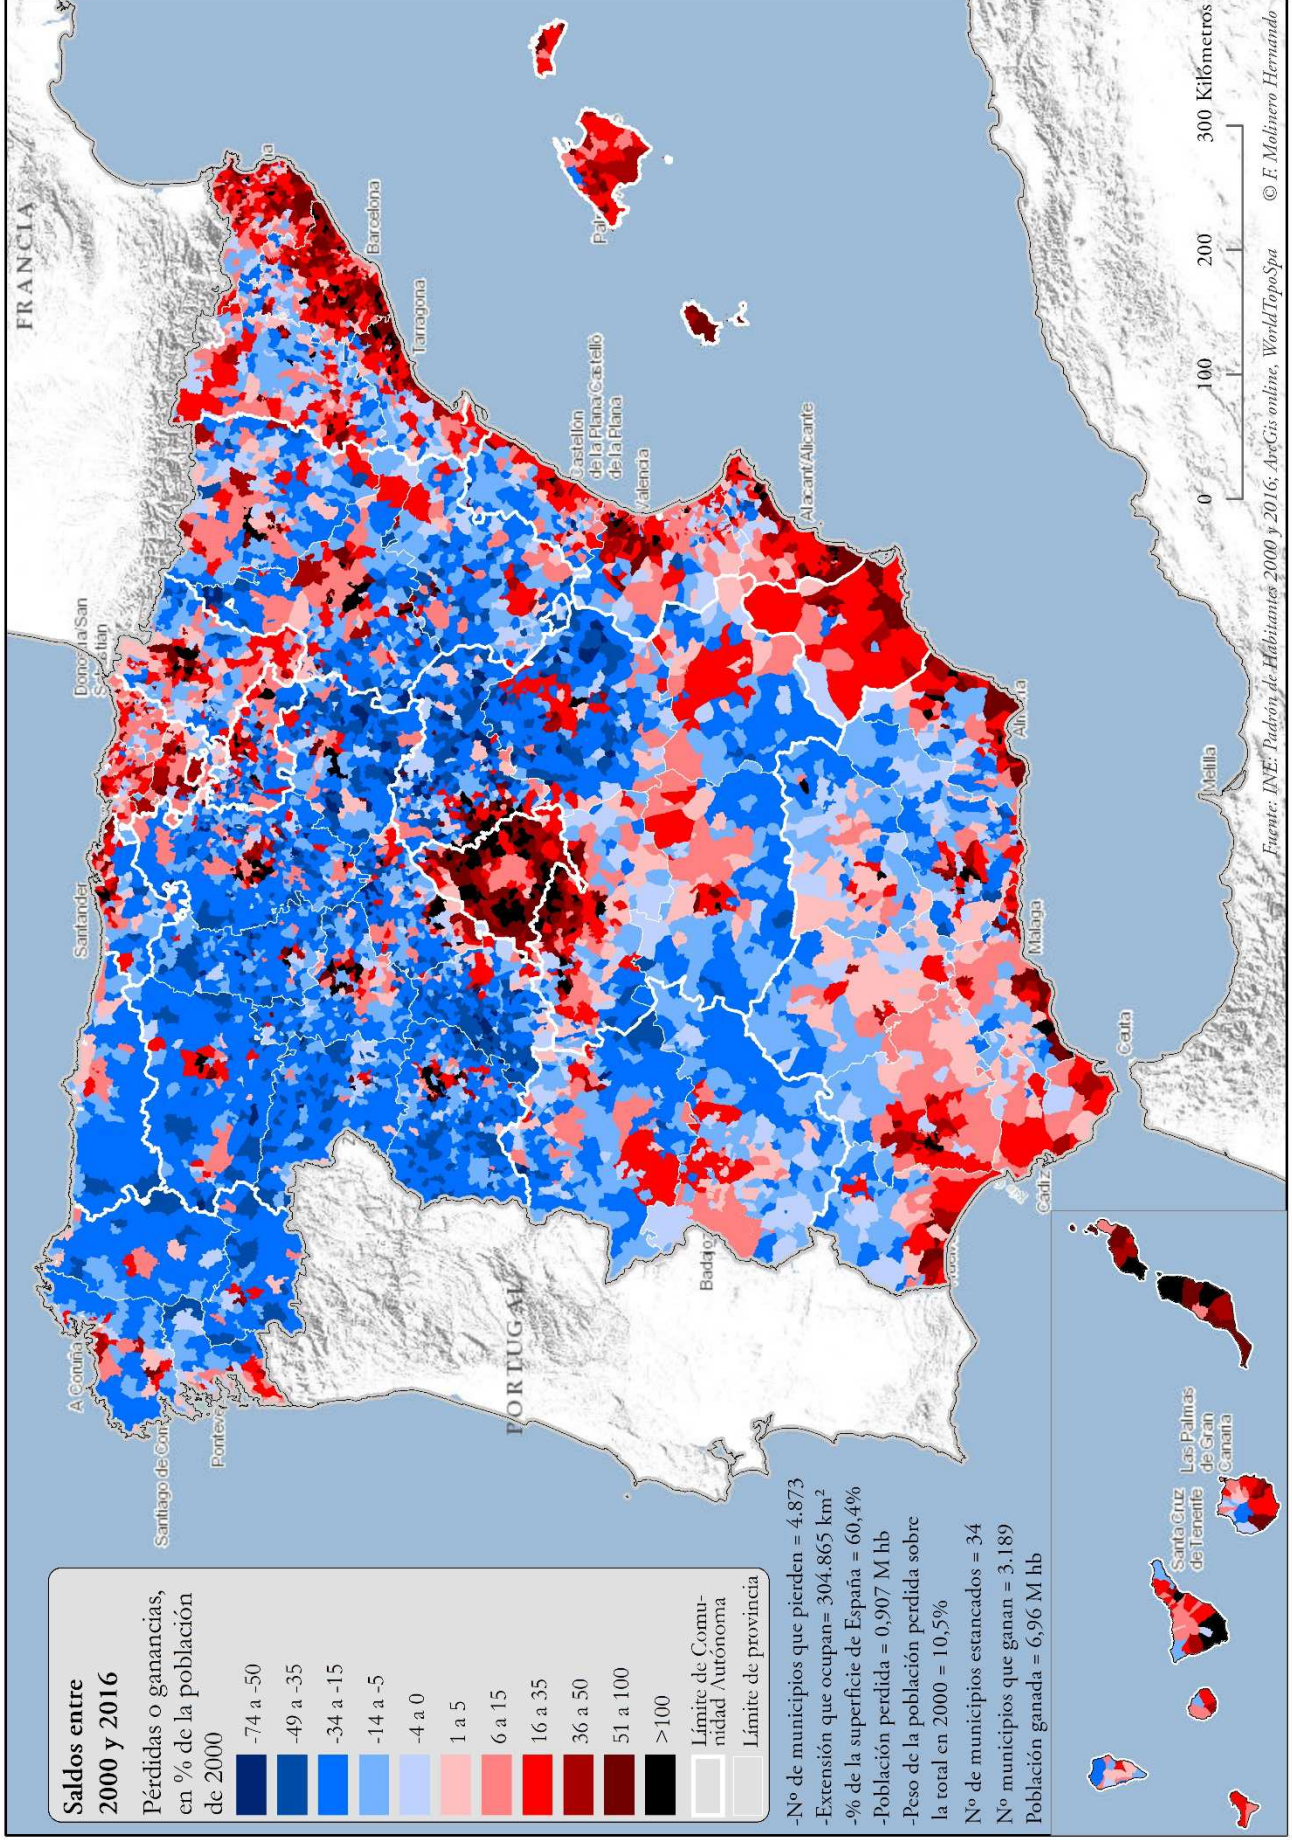 Saldos entre
2000 y 2016
Pérdidas o ganancias,
en % de la población
de 2000
-74 a -50
-49 a -35
-34 a -15
-14 a -5
-4 a 0
1 a 5
6 a 15
16 a 35
36 a 50
51 a 100
>100
Límite de Comu-
nidad Autónoma
Límite de provincia
-Nº de municipios que pierden = 4.873
-Extensión que ocupan= 304.865 km²
-% de la superficie de España = 60,4%
-Población perdida = 0,907 M hb
-Peso de la población perdida sobre
la total en 2000 = 10,5%
Nº de municipios estancados = 34
Nº municipios que ganan = 3.189
Población ganada = 6,96 M hb
FRANCIA
PORTUGAL
A Coruña
Santiago de Com
Ponteve
Santander
Donostia/San
Barcelona
Tarragona
Castellón
de la Plana/Castelló
de la Plana
alencia
Alacant/Alicante
Pal
Badajoz
Málaga
Cádiz
Ceuta
Melilla
Santa Cruz
de Tenerife
Las Palmas
de Gran
Canaria
0 100 200 300 Kilómetros
Fuente: INE: Padrón de Habitantes 2000 y 2016; ArcGis online, WorldTopoSpa © F. Molinero Hernando